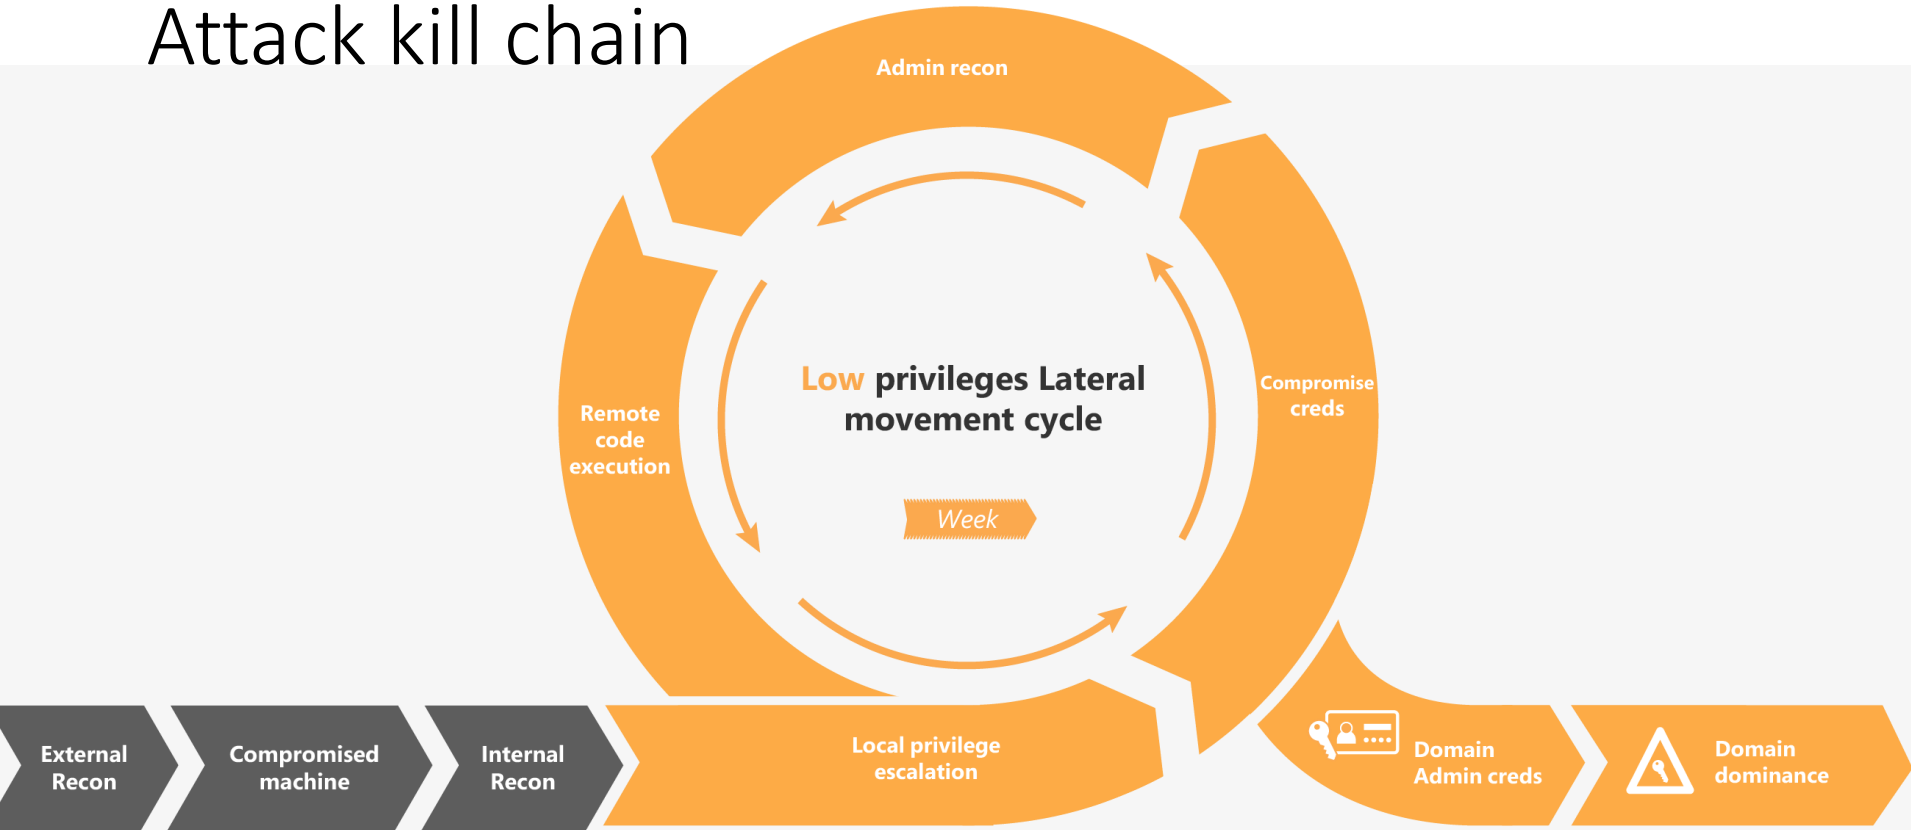 Attack kill chain
Admin recon
Remote
code
execution
Low privileges Lateral
movement cycle
Week
Compromise
creds
External
Recon
Compromised
machine
Internal
Recon
Local privilege
escalation
Domain
Admin creds
Domain
dominance